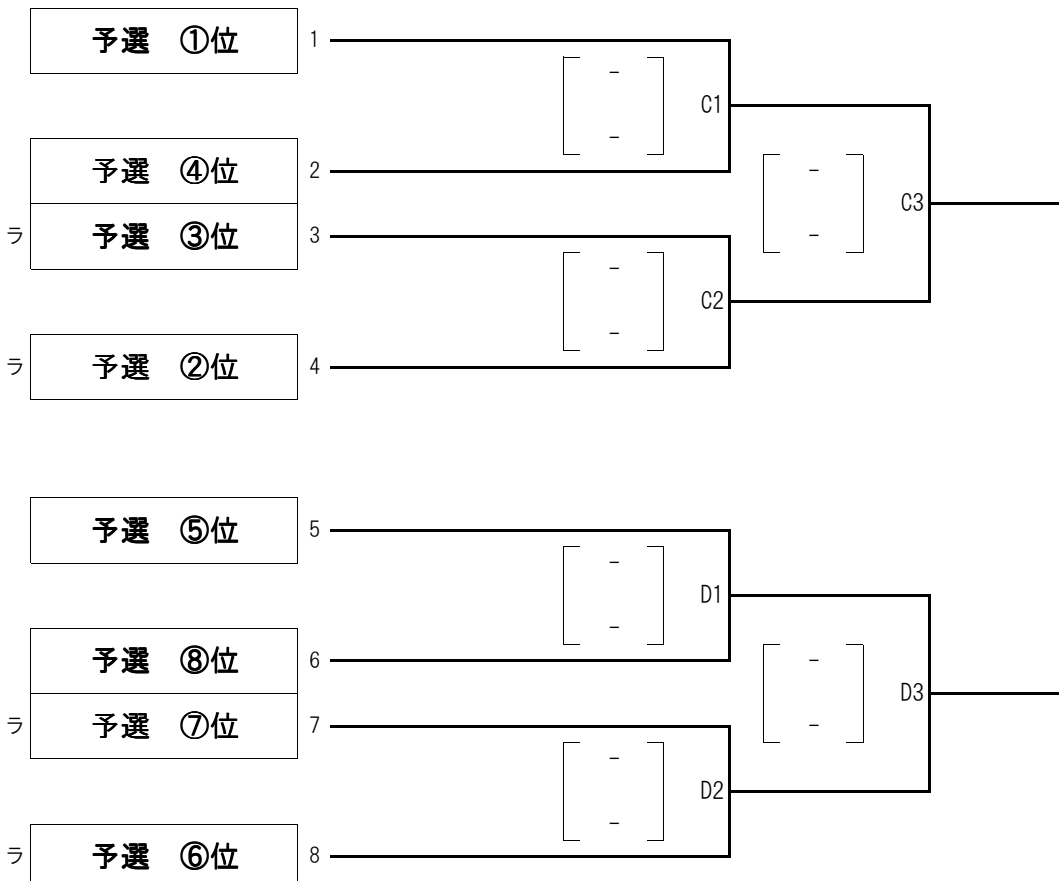 予選 ①位 1
-
C1
-
予選 ④位 2
-
C3
-
ラ 予選 ③位 3
-
C2
-
ラ 予選 ②位 4
予選 ⑤位 5
-
D1
-
予選 ⑧位 6
-
D3
-
ラ 予選 ⑦位 7
-
D2
-
ラ 予選 ⑥位 8